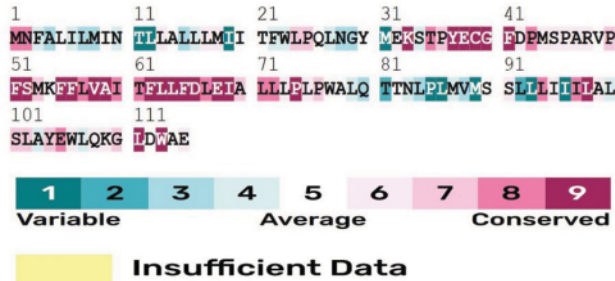 1 11 21 31 41
MNFALILMIN TLLALLLMII TFWLPQLNGY MEKSTPYECG FDPMSPARVP
51 61 71 81 91
FSMKFFLVAI TFLLFDLEIA LLLPLPWALQ TTNLPLMVMS SLLLIIILAL
101 111
SLAYEWLQKG LDWAE
1 2 3 4 5 6 7 8 9
Variable Average Conserved
Insufficient Data